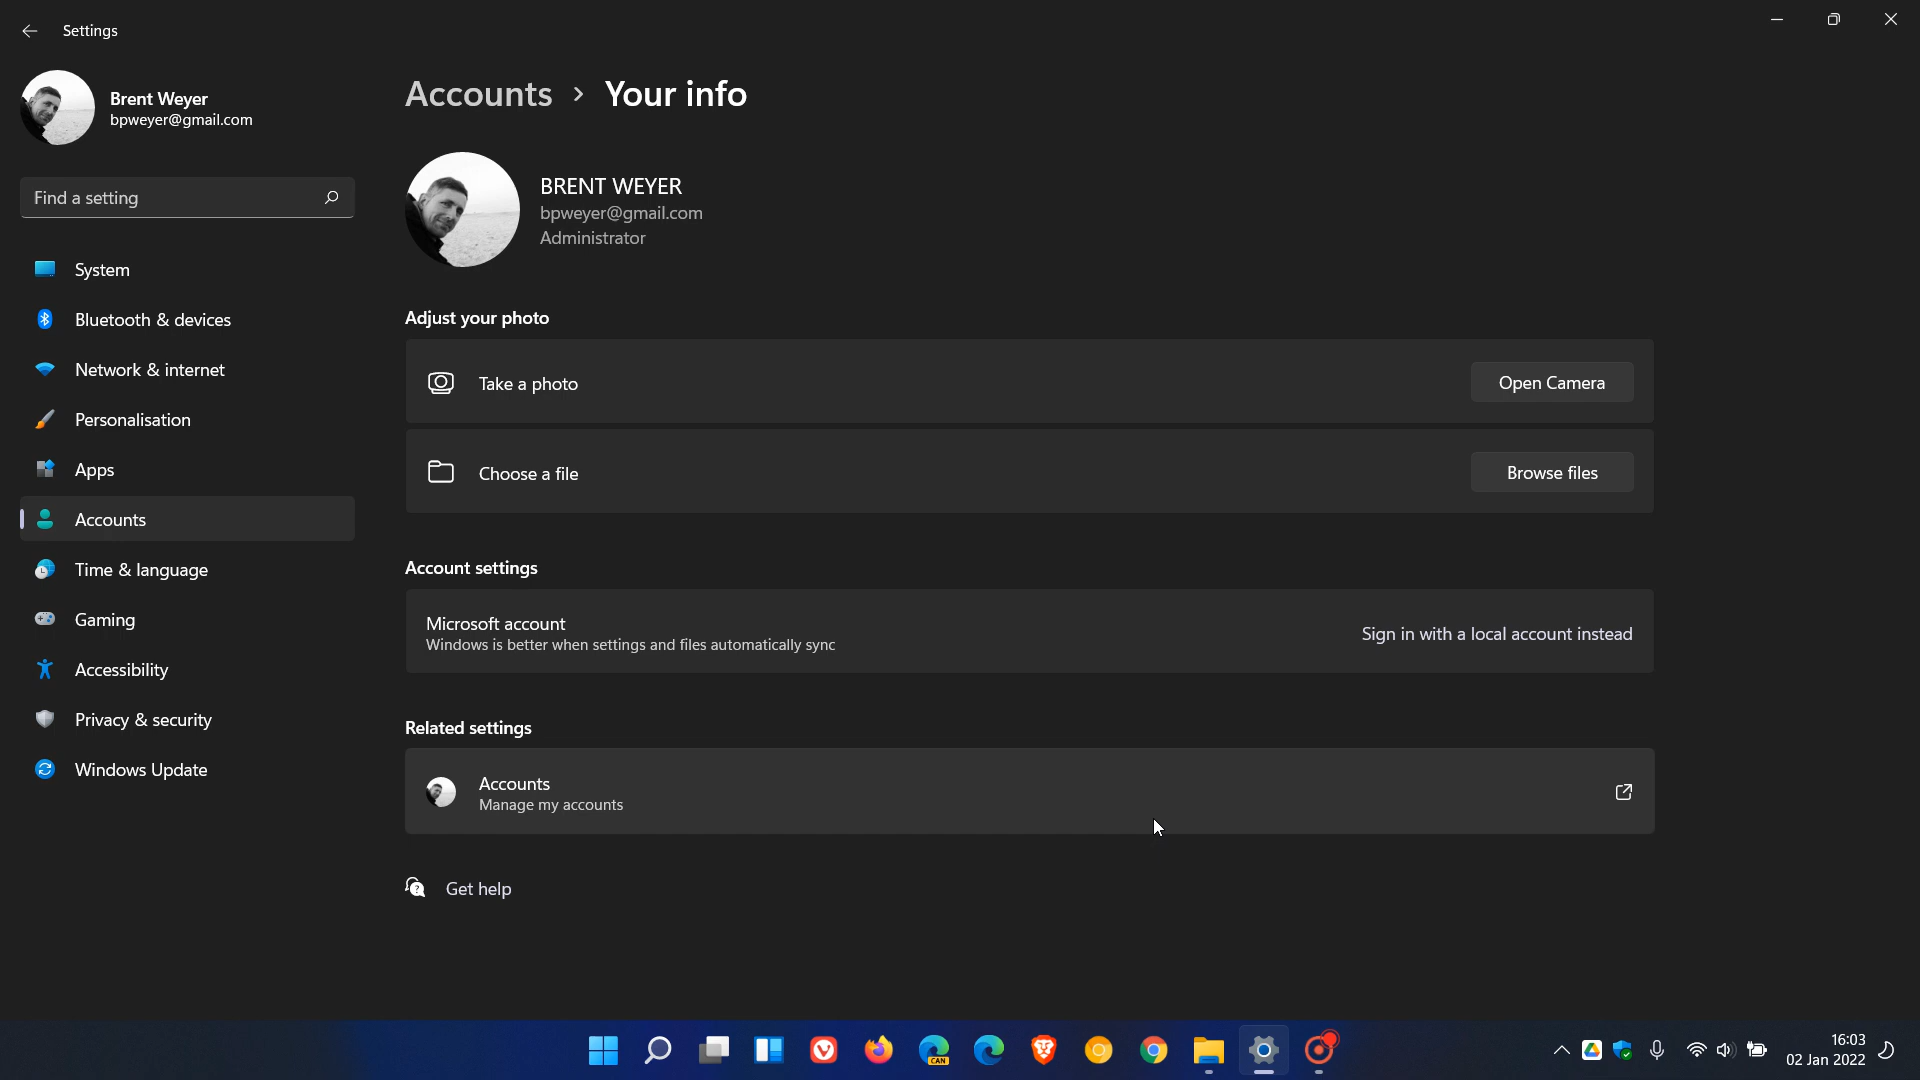 Settings
Brent Weyer
bpweyer@gmail.com
Find a setting
System
Bluetooth & devices
Network & internet
Personalisation
Apps
Accounts
Time & language
Gaming
Accessibility
Privacy & security
Windows Update
Accounts > Your info
BRENT WEYER
bpweyer@gmail.com
Administrator
Adjust your photo
Take a photo
Open Camera
Choose a file
Browse files
Account settings
Microsoft account
Windows is better when settings and files automatically sync
Sign in with a local account instead
Related settings
Accounts
Manage my accounts
Get help
CAN
16:03
02 Jan 2022